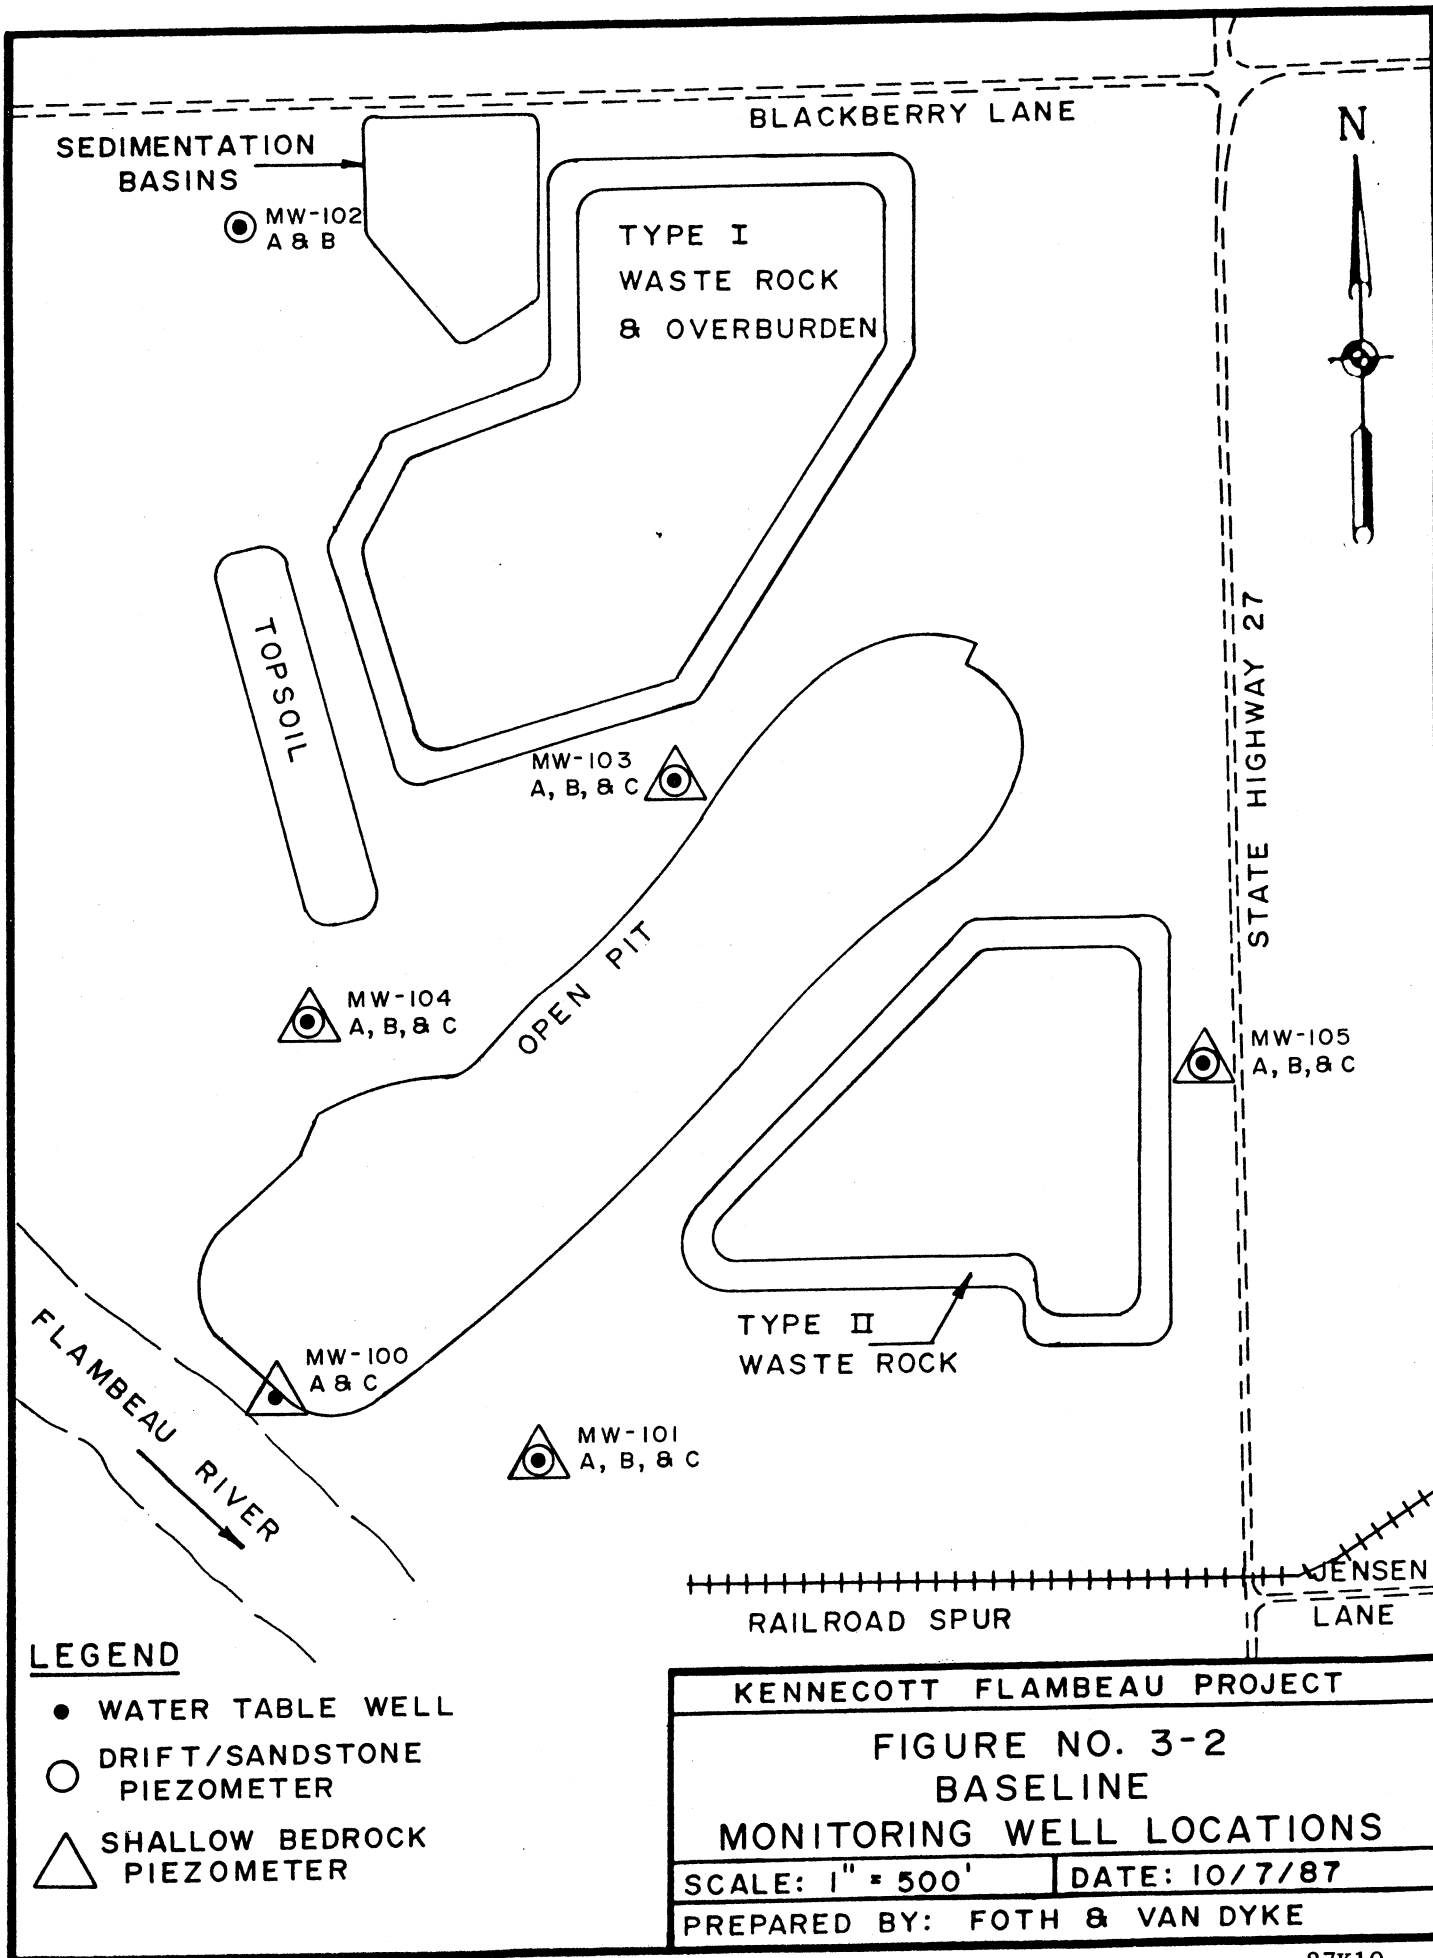 BLACKBERRY LANE
SEDIMENTATION
BASINS
N
MW-102
A & B
TYPE I
WASTE ROCK
& OVERBURDEN
TOPSOIL
STATE HIGHWAY 27
MW-103
A, B, & C
OPEN PIT
MW-104
A, B, & C
MW-105
A, B, & C
TYPE II
WASTE ROCK
FLAMBEAU RIVER
MW-100
A & C
MW-101
A, B, & C
JENSEN
LANE
RAILROAD SPUR
LEGEND
WATER TABLE WELL
DRIFT/SANDSTONE
PIEZOMETER
SHALLOW BEDROCK
PIEZOMETER
KENNECOTT FLAMBEAU PROJECT
FIGURE NO. 3-2
BASELINE
MONITORING WELL LOCATIONS
SCALE: 1" = 500'
DATE: 10/7/87
PREPARED BY: FOTH & VAN DYKE